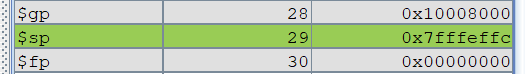 $gp 28 0x10008000
$sp 29 0x7fffeffc
$fp 30 0x00000000